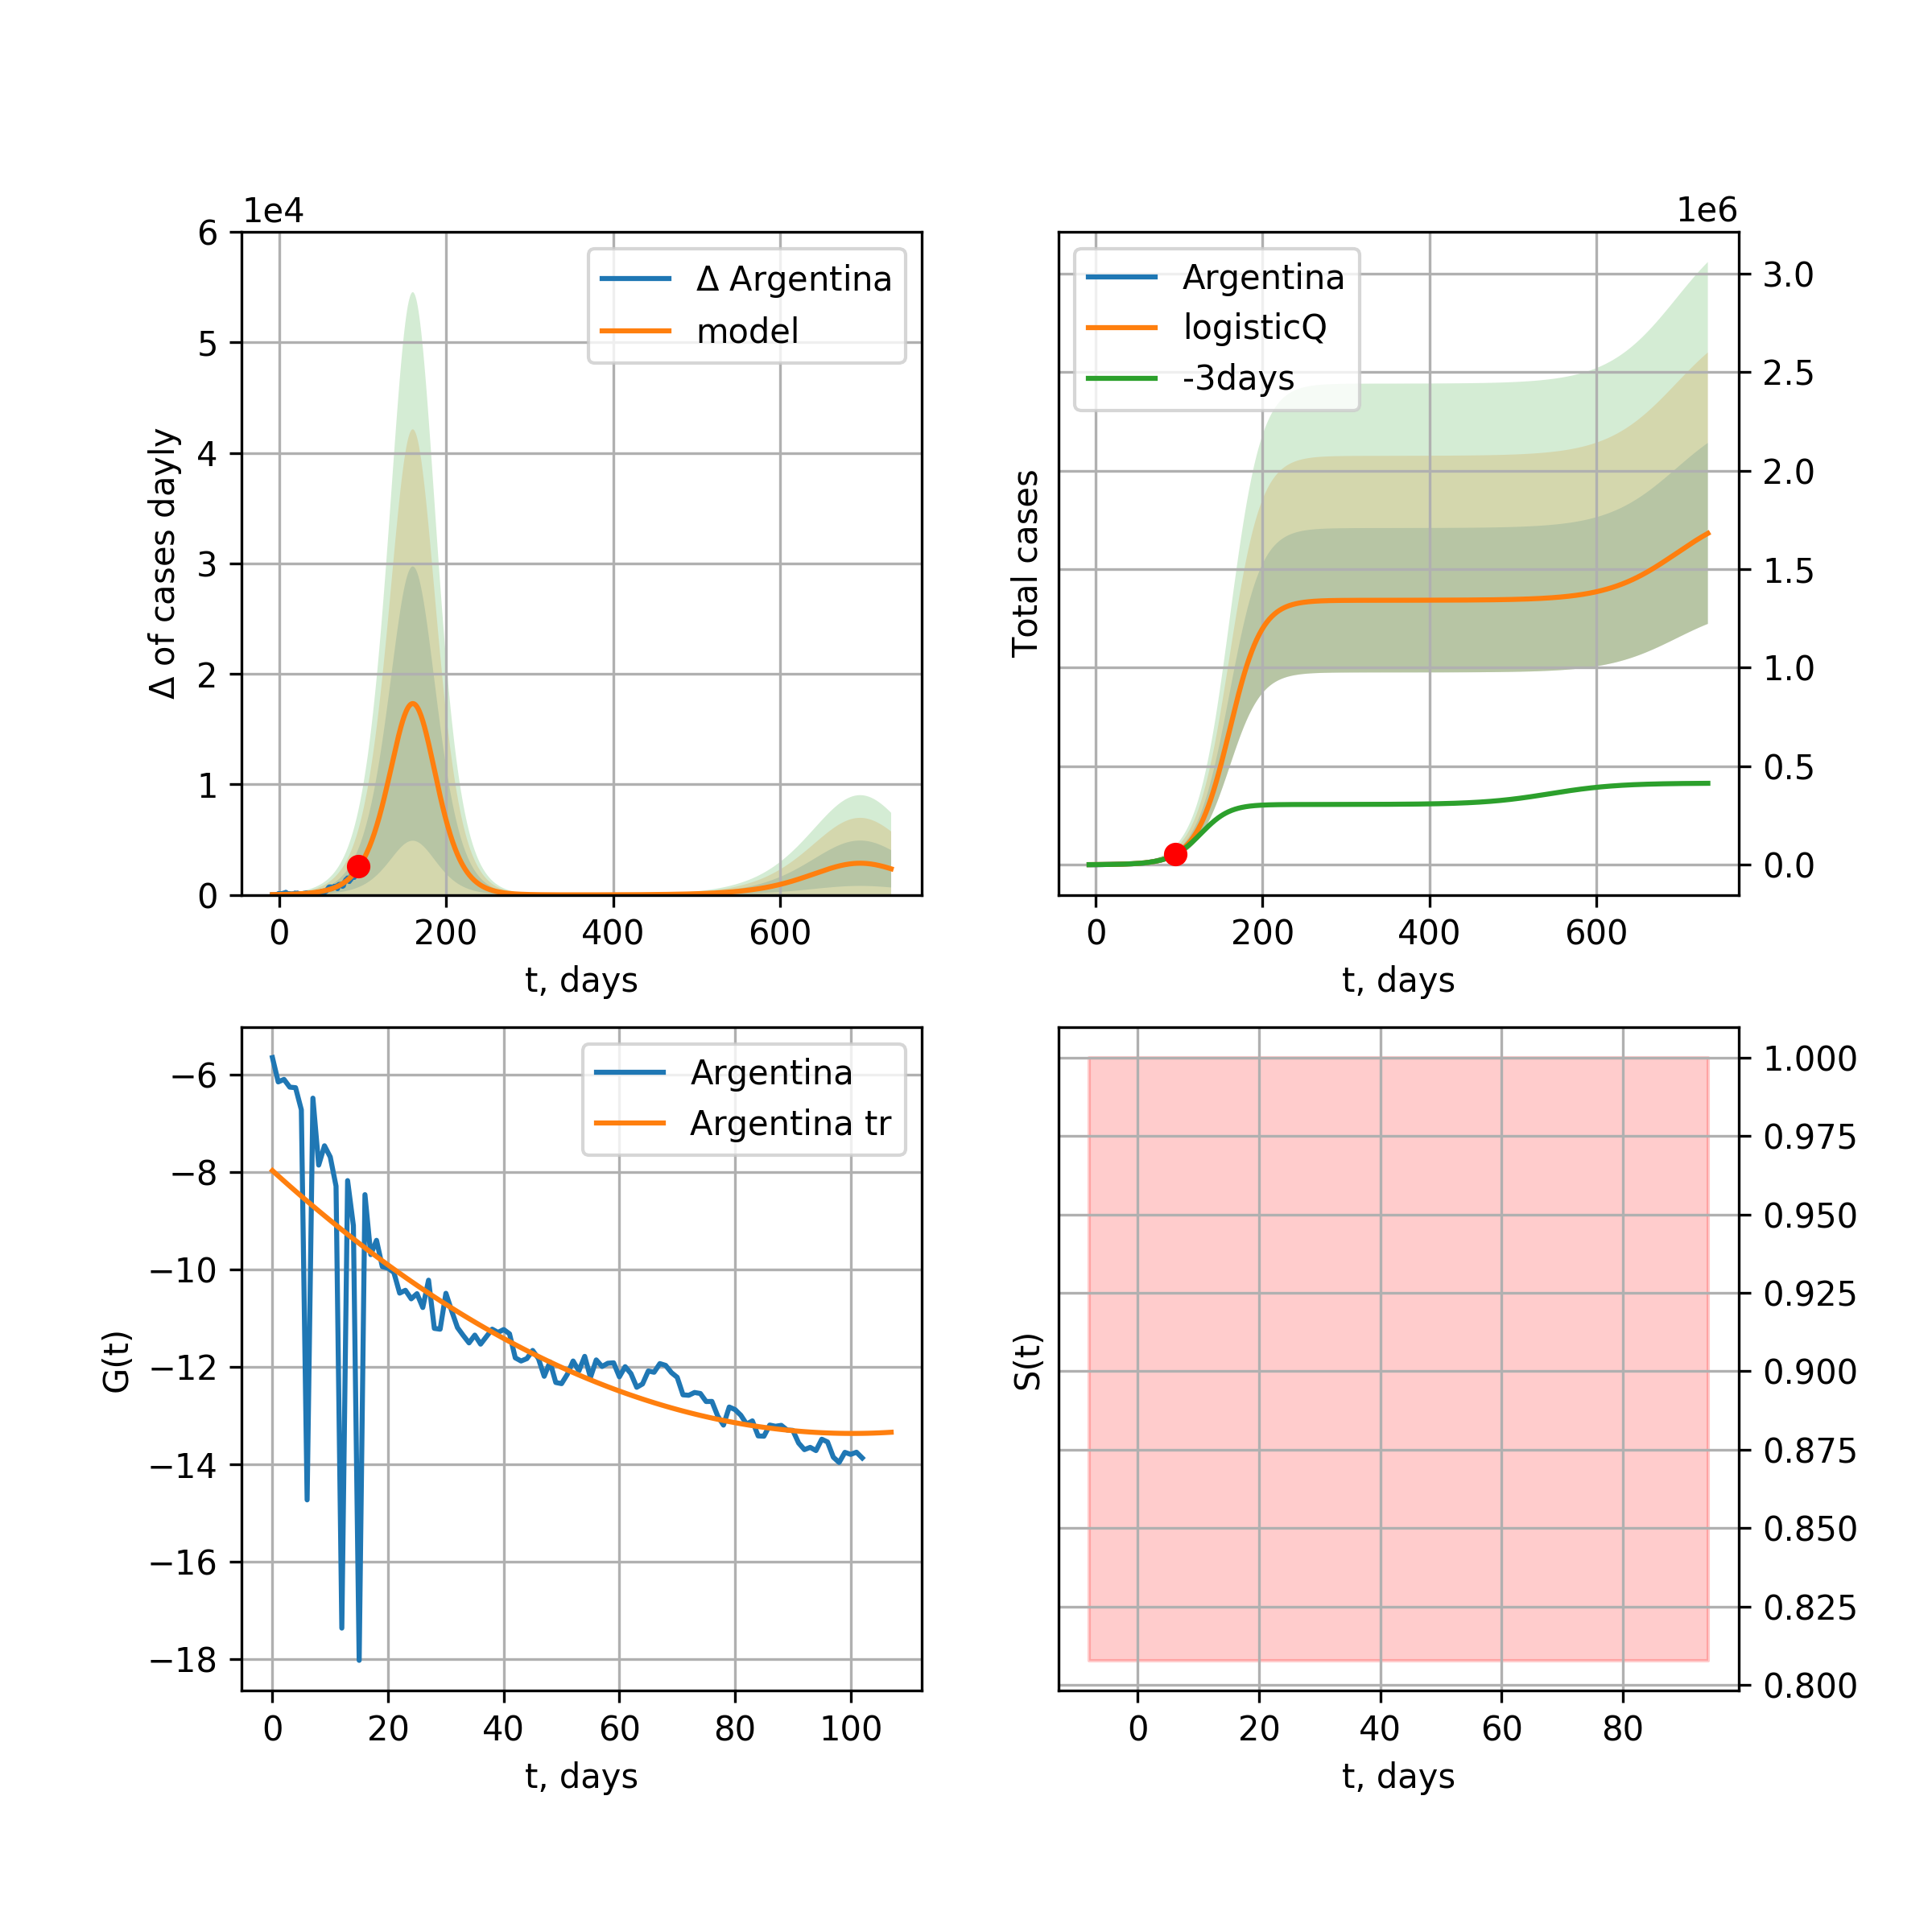 1e4
6
5
4
3
2
1
0
Δ of cases dayly
Δ Argentina
model
0 200 400 600
t, days
1e6
Argentina
logisticQ
-3days
Total cases
3.0
2.5
2.0
1.5
1.0
0.5
0.0
0 200 400 600
t, days
−6
−8
−10
−12
−14
−16
−18
G(t)
Argentina
Argentina tr
0 20 40 60 80 100
t, days
S(t)
1.000
0.975
0.950
0.925
0.900
0.875
0.850
0.825
0.800
0 20 40 60 80
t, days